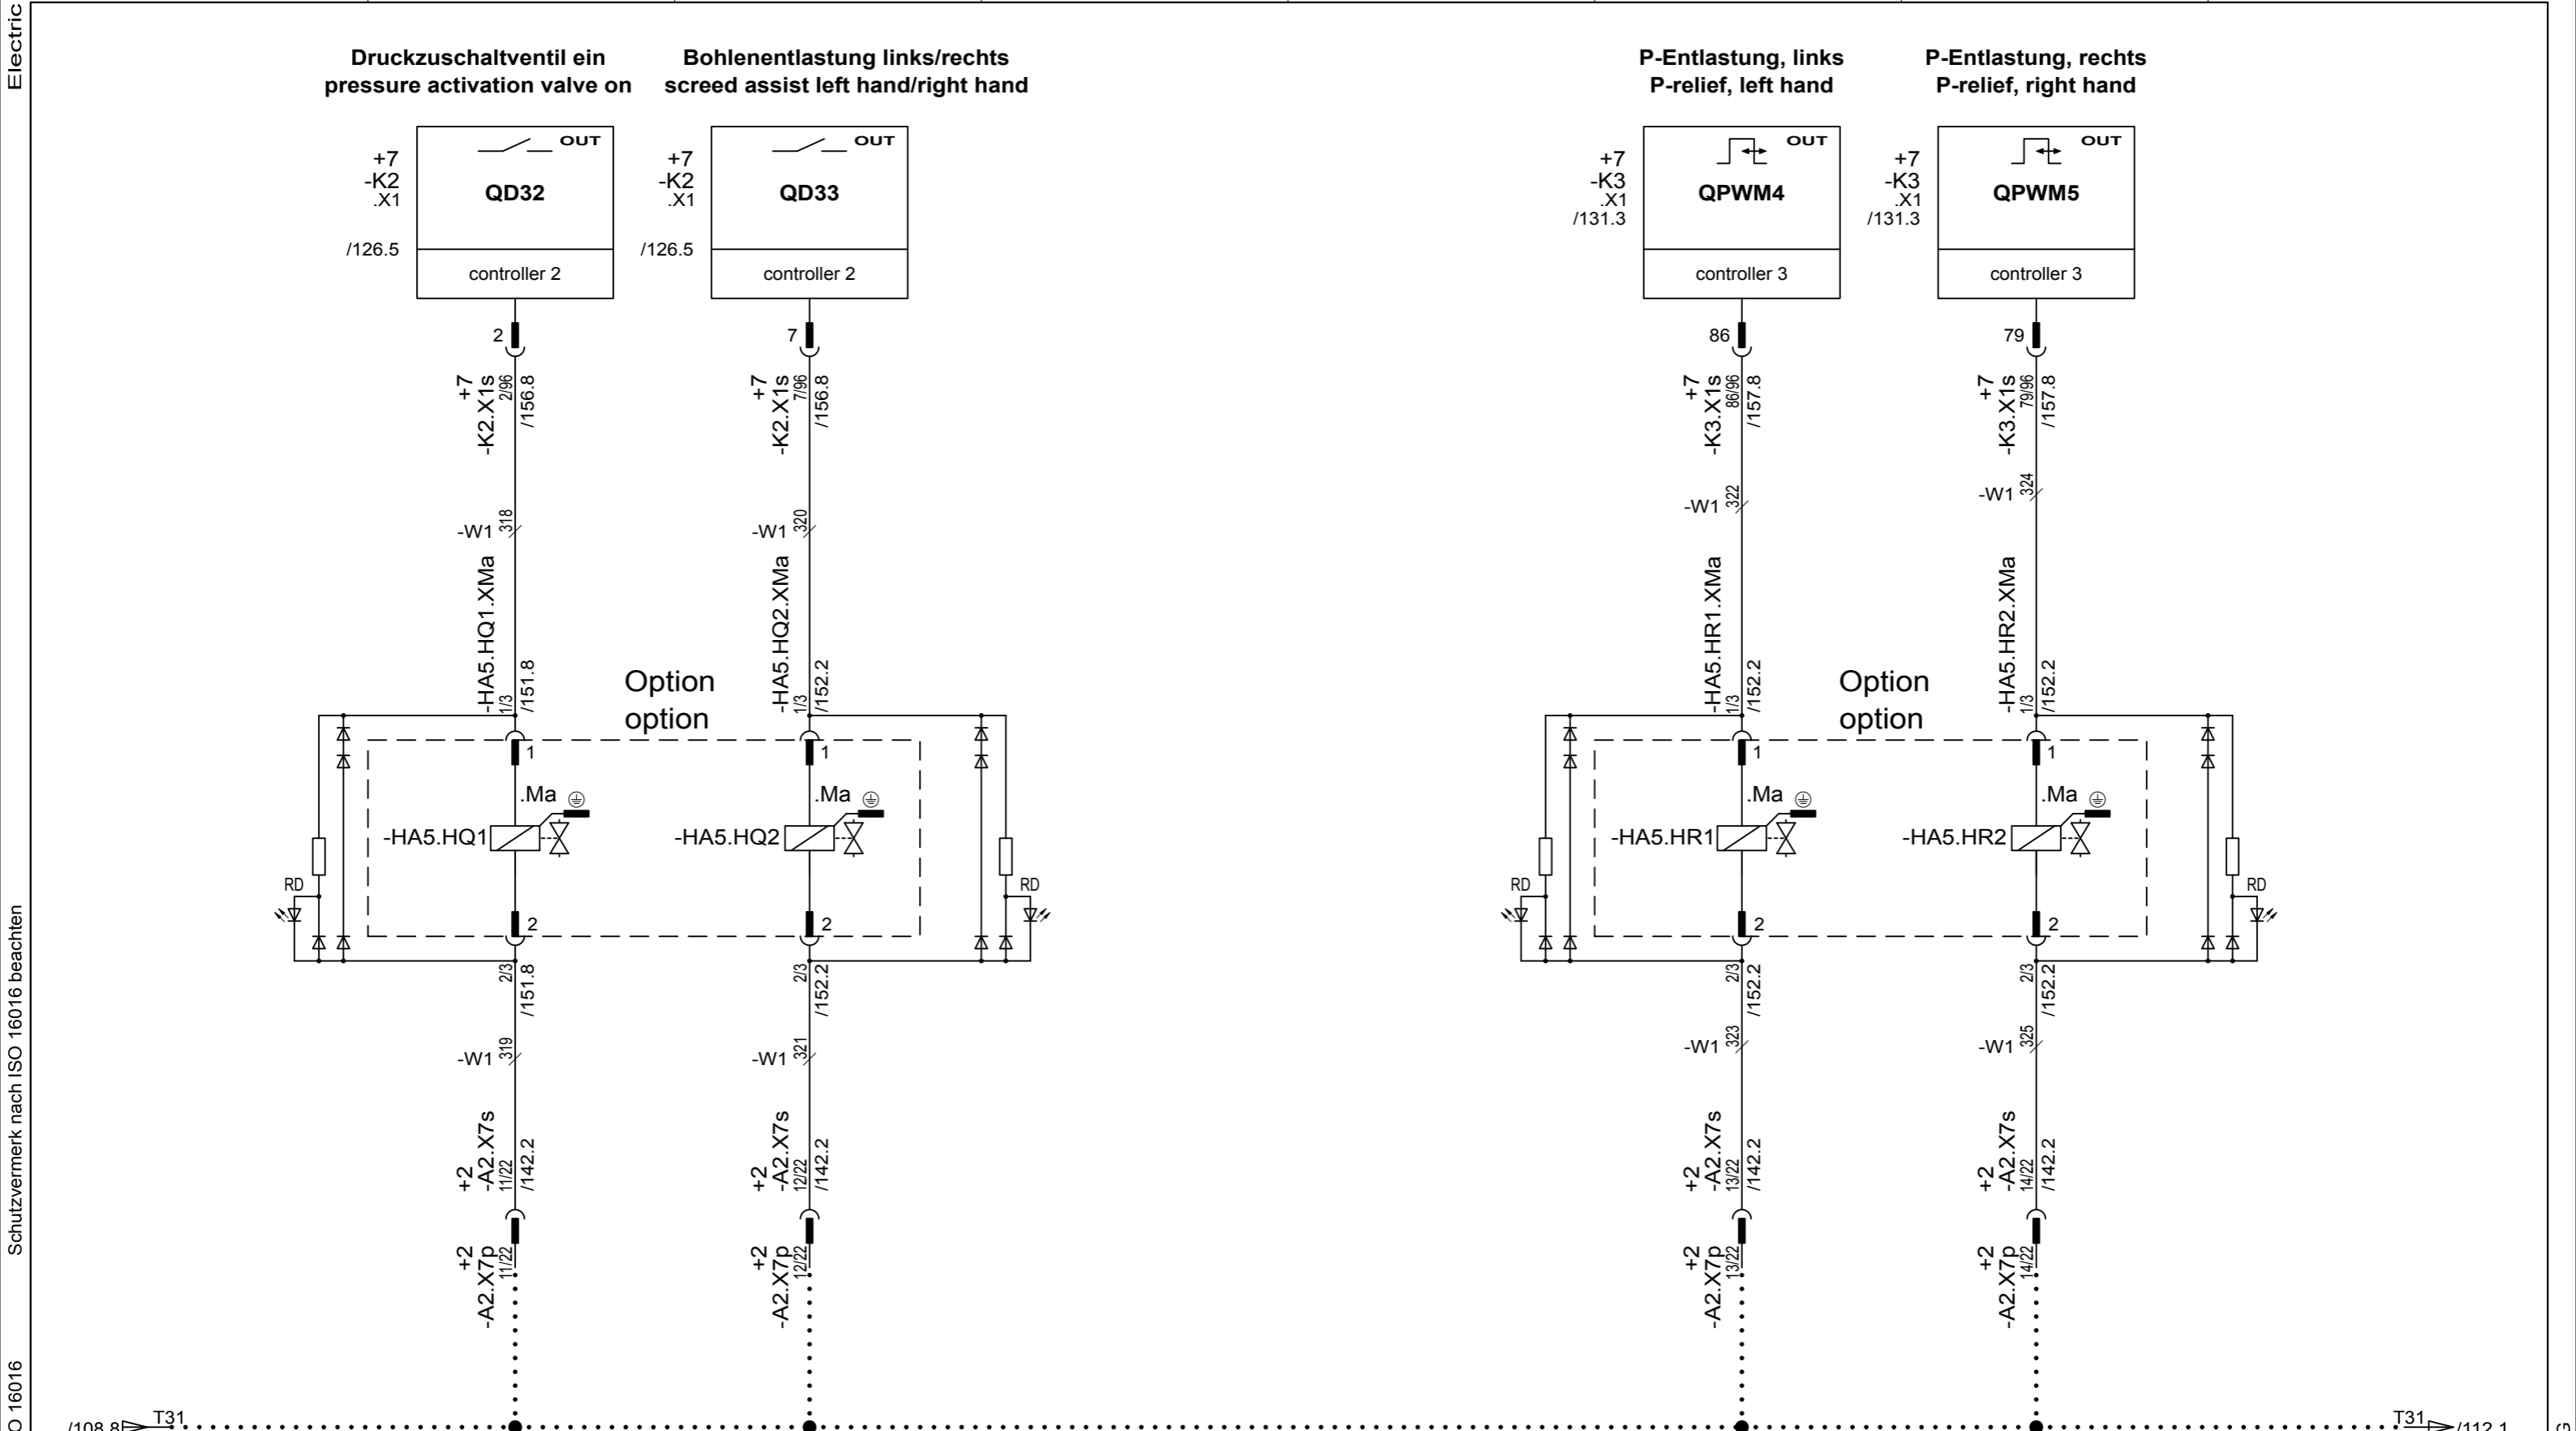 Electric
Schutzvermerk nach ISO 16016 beachten
O 16016
Druckzuschaltventil ein
pressure activation valve on
Bohlenentlastung links/rechts
screed assist left hand/right hand
P-Entlastung, links
P-relief, left hand
P-Entlastung, rechts
P-relief, right hand
+7
-K2
.X1
/126.5
OUT
QD32
controller 2
+7
-K2
.X1
/126.5
OUT
QD33
controller 2
+7
-K3
.X1
/131.3
OUT
QPWM4
controller 3
+7
-K3
.X1
/131.3
OUT
QPWM5
controller 3
2
7
86
79
+7
-K2.X1s
2/96
/156.8
+7
-K2.X1s
7/96
/156.8
+7
-K3.X1s
86/96
/157.8
+7
-K3.X1s
79/96
/157.8
-W1 318
-W1 320
-W1 322
-W1 324
-HA5.HQ1.XMa
1/3
/151.8
-HA5.HQ2.XMa
1/3
/152.2
-HA5.HR1.XMa
1/3
/152.2
-HA5.HR2.XMa
1/3
/152.2
Option
option
Option
option
1
1
1
1
.Ma
.Ma
.Ma
.Ma
-HA5.HQ1
-HA5.HQ2
-HA5.HR1
-HA5.HR2
RD
RD
RD
RD
2
2
2
2
2/3
/151.8
2/3
/152.2
2/3
/152.2
2/3
/152.2
-W1 319
-W1 321
-W1 323
-W1 325
+2
-A2.X7s
11/22
/142.2
+2
-A2.X7s
12/22
/142.2
+2
-A2.X7s
13/22
/142.2
+2
-A2.X7s
14/22
/142.2
+2
-A2.X7p
11/22
+2
-A2.X7p
12/22
+2
-A2.X7p
13/22
+2
-A2.X7p
14/22
/108.8
T31
T31
/112.1